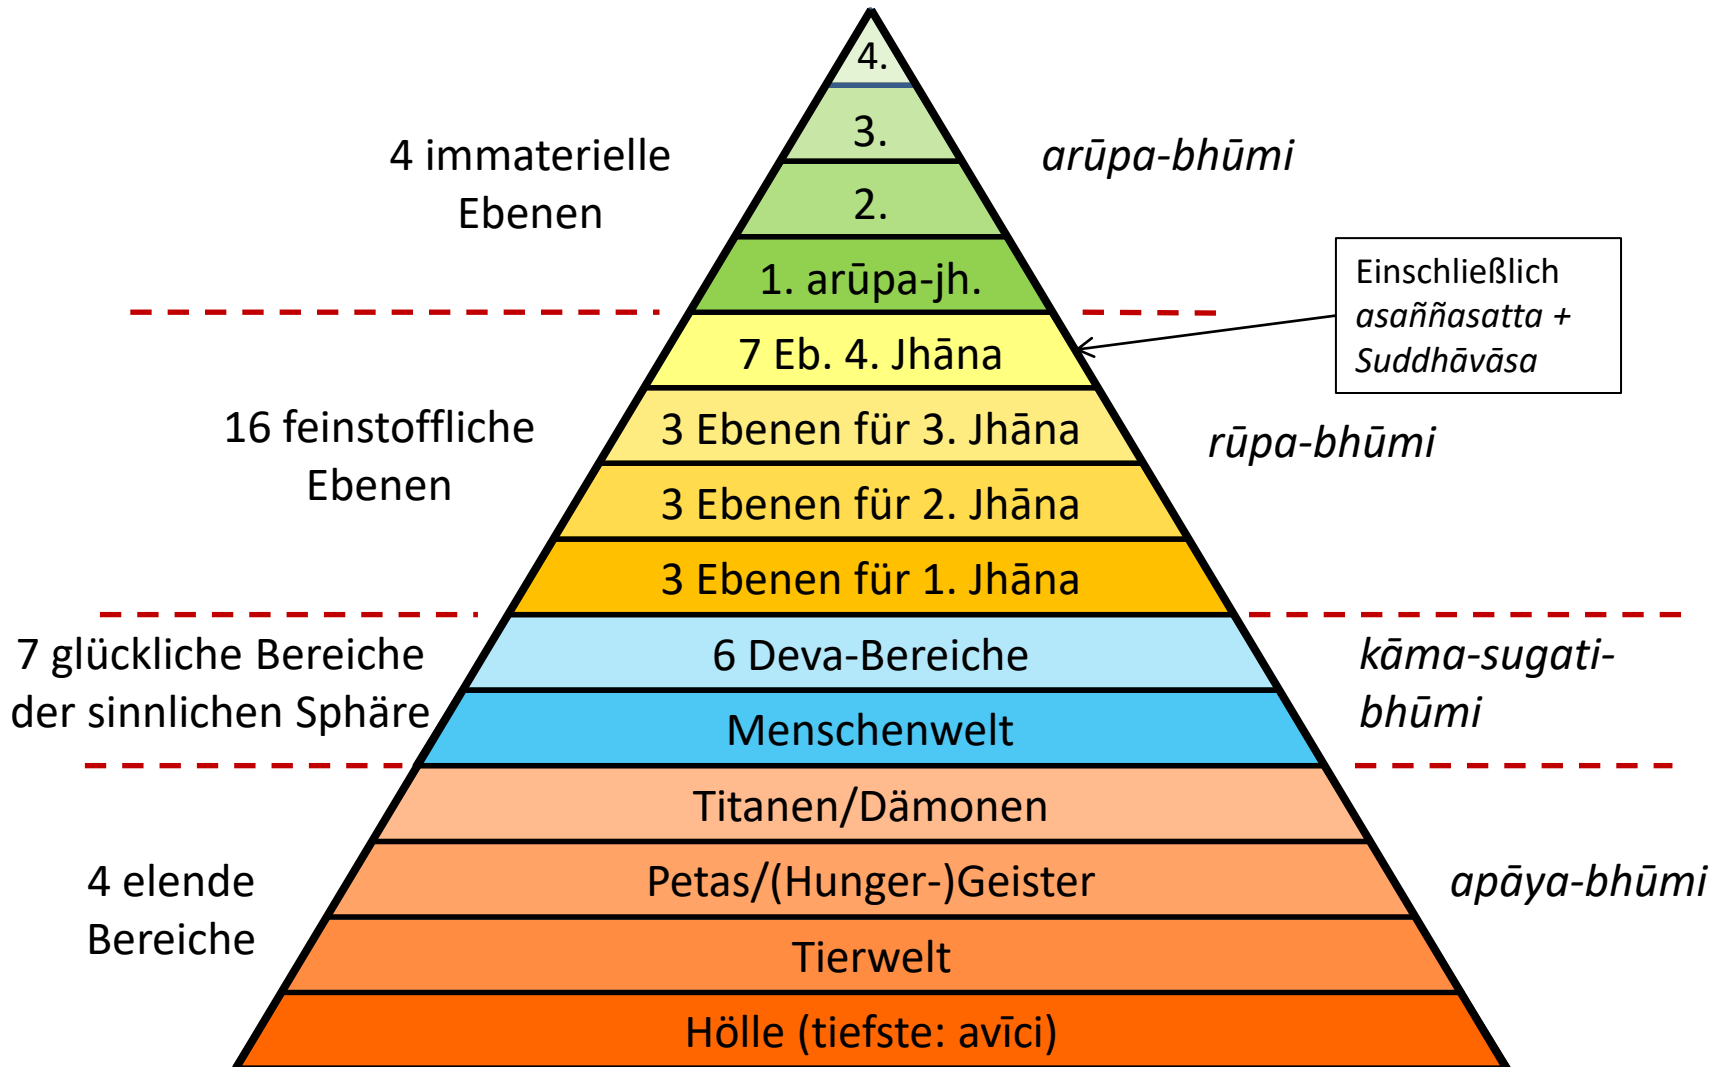 4.
3.
4 immaterielle
Ebenen
arūpa-bhūmi
2.
1. arūpa-jh.
Einschließlich
asaññasatta +
Suddhāvāsa
7 Eb. 4. Jhāna
16 feinstoffliche
Ebenen
3 Ebenen für 3. Jhāna
rūpa-bhūmi
3 Ebenen für 2. Jhāna
3 Ebenen für 1. Jhāna
7 glückliche Bereiche
der sinnlichen Sphäre
6 Deva-Bereiche
kāma-sugati-
bhūmi
Menschenwelt
Titanen/Dämonen
4 elende
Bereiche
Petas/(Hunger-)Geister
apāya-bhūmi
Tierwelt
Hölle (tiefste: avīci)